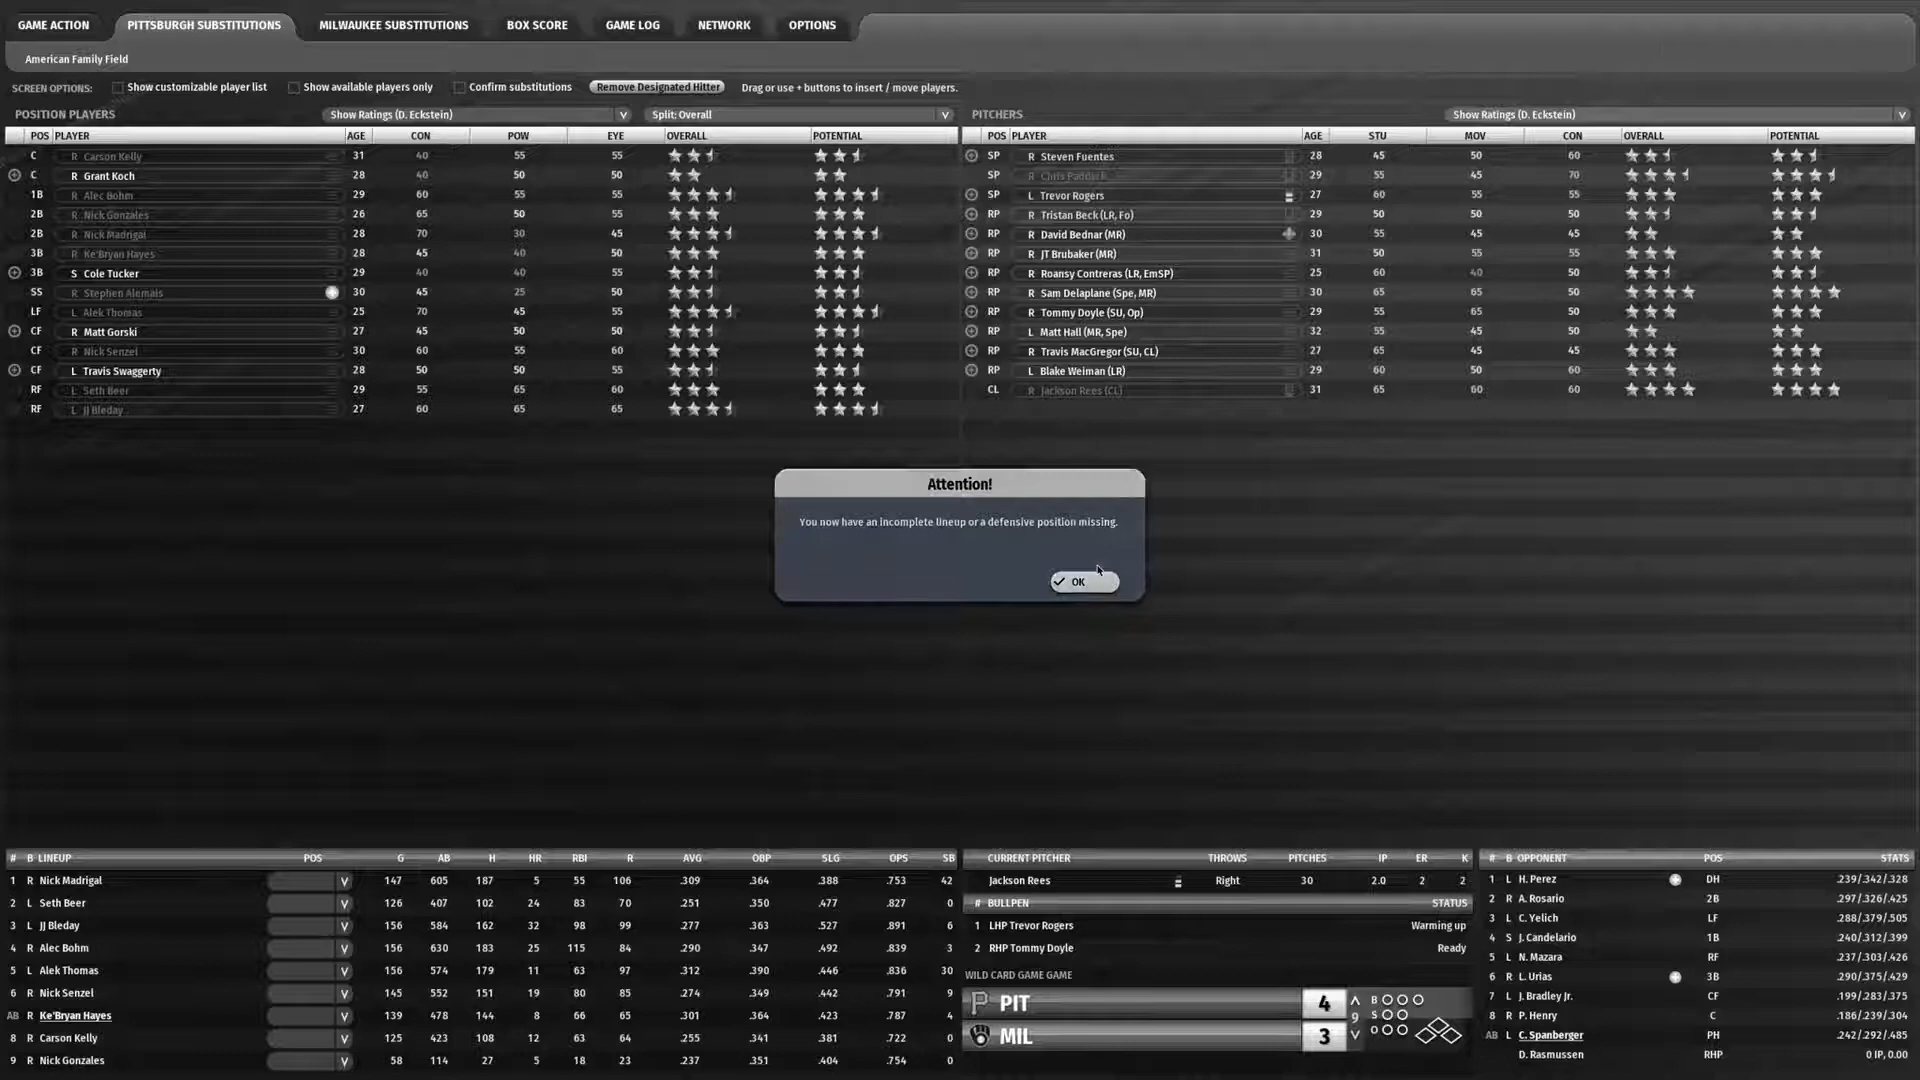 GAME ACTION PITTSBURGH SUBSTITUTIONS MILWAUKEE SUBSTITUTIONS BOX SCORE GAME LOG NETWORK OPTIONS
American Family Field
SCREEN OPTIONS: Show customizable player list Show available players only Confirm substitutions Remove Designated Hitter Drag or use + buttons to insert / move players.
POSITION PLAYERS Show Ratings (D. Eckstein) Split: Overall
POS PLAYER AGE CON POW EYE OVERALL POTENTIAL
C R Carson Kelly 31 40 55 55
C R Grant Koch 28 40 50 50
1B R Alec Bohm 29 60 55 55
2B R Nick Gonzales 26 65 50 55
2B R Nick Madrigal 28 70 30 45
3B R Ke'Bryan Hayes 28 45 40 50
3B S Cole Tucker 29 40 40 55
SS R Stephen Alemais 30 45 25 50
LF L Alek Thomas 25 70 45 55
CF R Matt Gorski 27 45 50 50
CF R Nick Senzel 30 60 55 60
CF L Travis Swaggerty 28 50 50 55
RF L Seth Beer 29 55 65 60
RF L JJ Bleday 27 60 65 65
PITCHERS Show Ratings (D. Eckstein)
POS PLAYER AGE STU MOV CON OVERALL POTENTIAL
SP R Steven Fuentes 28 45 50 60
SP R Chris Paddack 29 55 45 70
SP L Trevor Rogers 27 60 55 55
RP R Tristan Beck (LR, Fo) 29 50 50 50
RP R David Bednar (MR) 30 55 45 45
RP R JT Brubaker (MR) 31 50 55 55
RP R Roansy Contreras (LR, EmSP) 25 60 40 50
RP R Sam Delaplane (Spe, MR) 30 65 65 50
RP R Tommy Doyle (SU, Op) 29 55 65 50
RP L Matt Hall (MR, Spe) 32 55 45 50
RP R Travis MacGregor (SU, CL) 27 65 45 45
RP L Blake Weiman (LR) 29 60 50 60
CL R Jackson Rees (CL) 31 65 60 60
Attention!
You now have an incomplete lineup or a defensive position missing.
OK
# B LINEUP POS G AB H HR RBI R AVG OBP SLG OPS SB
1 R Nick Madrigal 147 605 187 5 55 106 .309 .364 .388 .753 42
2 L Seth Beer 126 407 102 24 83 70 .251 .350 .477 .827 0
3 L JJ Bleday 156 584 162 32 98 99 .277 .363 .527 .891 6
4 R Alec Bohm 156 630 183 25 115 84 .290 .347 .492 .839 3
5 L Alek Thomas 156 574 179 11 63 97 .312 .390 .446 .836 30
6 R Nick Senzel 145 552 151 19 80 85 .274 .349 .442 .791 9
AB R Ke'Bryan Hayes 139 478 144 8 66 65 .301 .364 .423 .787 4
8 R Carson Kelly 125 423 108 12 63 64 .255 .341 .381 .722 0
9 R Nick Gonzales 58 114 27 5 18 23 .237 .351 .404 .754 0
CURRENT PITCHER THROWS PITCHES IP ER K
Jackson Rees Right 30 2.0 2 2
# BULLPEN STATUS
1 LHP Trevor Rogers Warming up
2 RHP Tommy Doyle Ready
WILD CARD GAME GAME
P PIT 4 B
9 S
MIL 3 O
# B OPPONENT POS STATS
1 L H. Perez DH .239/.342/.328
2 R A. Rosario 2B .297/.326/.425
3 L C. Yelich LF .288/.379/.505
4 S J. Candelario 1B .240/.312/.399
5 L N. Mazara RF .237/.303/.426
6 R L. Urias 3B .290/.375/.429
7 L J. Bradley Jr. CF .199/.283/.375
8 R P. Henry C .186/.239/.304
AB L C. Spanberger PH .242/.292/.485
D. Rasmussen RHP 0 IP, 0.00